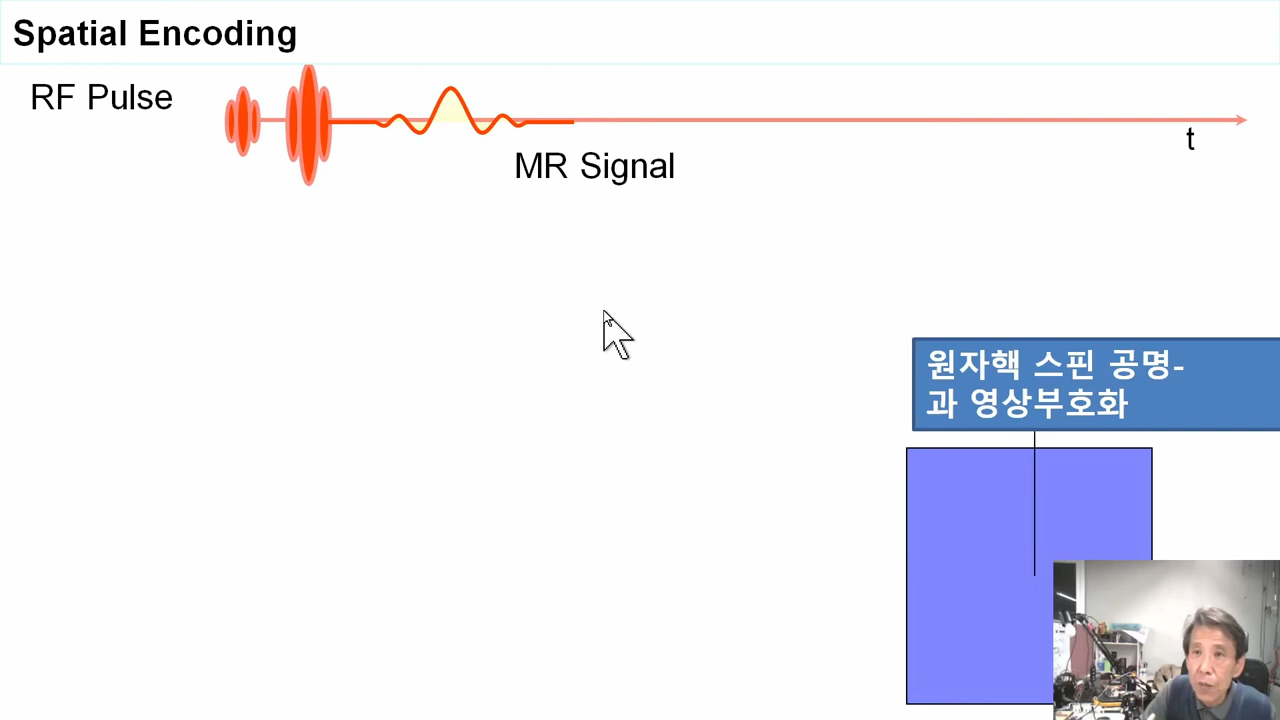 Spatial Encoding
RF Pulse
t
MR Signal
원자핵 스핀 공명-
과 영상부호화